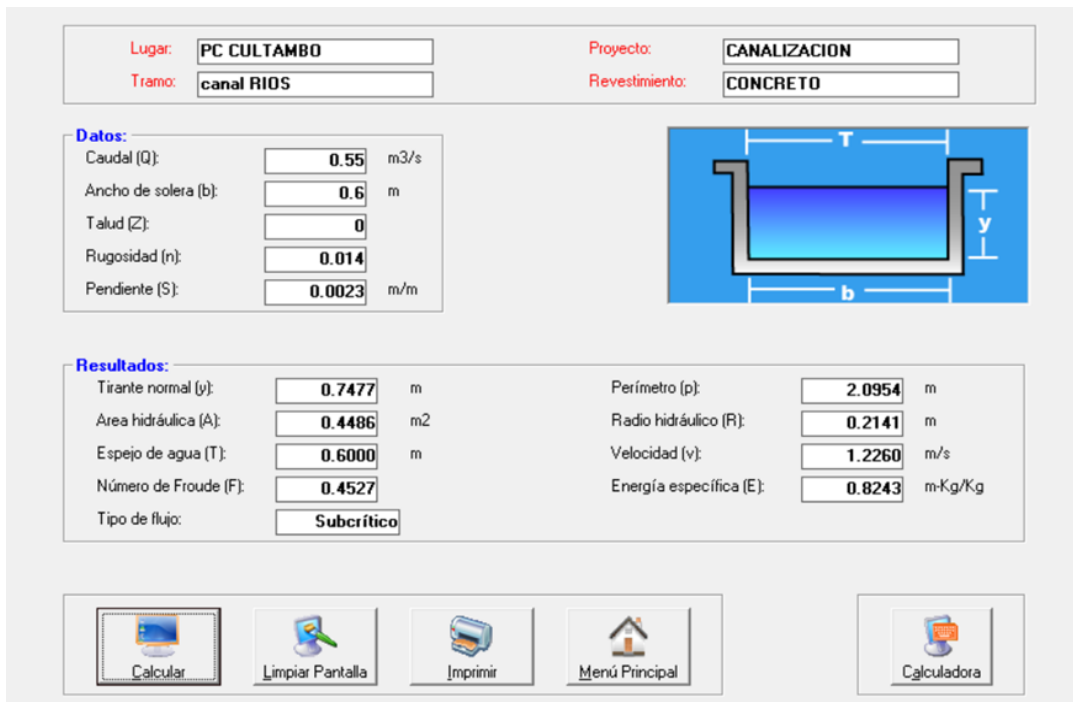 Lugar: PC CULTAMBO Proyecto: CANALIZACION
Tramo: canal RIOS Revestimiento: CONCRETO
Datos:
Caudal (Q): 0.55 m3/s
Ancho de solera (b): 0.6 m
Talud (Z): 0
Rugosidad (n): 0.014
Pendiente (S): 0.0023 m/m
T
y
b
Resultados:
Tirante normal (y): 0.7477 m Perímetro (p): 2.0954 m
Area hidráulica (A): 0.4486 m2 Radio hidráulico (R): 0.2141 m
Espejo de agua (T): 0.6000 m Velocidad (v): 1.2260 m/s
Número de Froude (F): 0.4527 Energía específica (E): 0.8243 m-Kg/Kg
Tipo de flujo: Subcrítico
Calcular Limpiar Pantalla Imprimir Menú Principal Calculadora